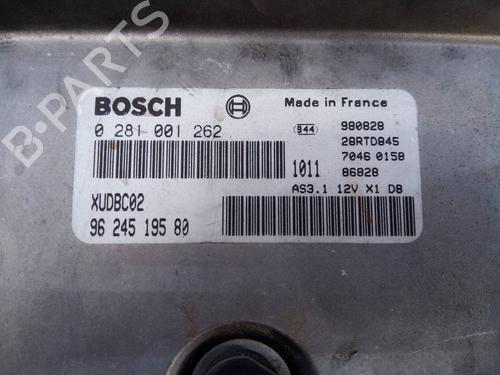 B-PARTS
BOSCH
Made in France
0 281 001 262
944
980828
28RTD845
7046 0158
1011
86828
AS3.1 12V X1 D8
XUDBC02
96 245 195 80